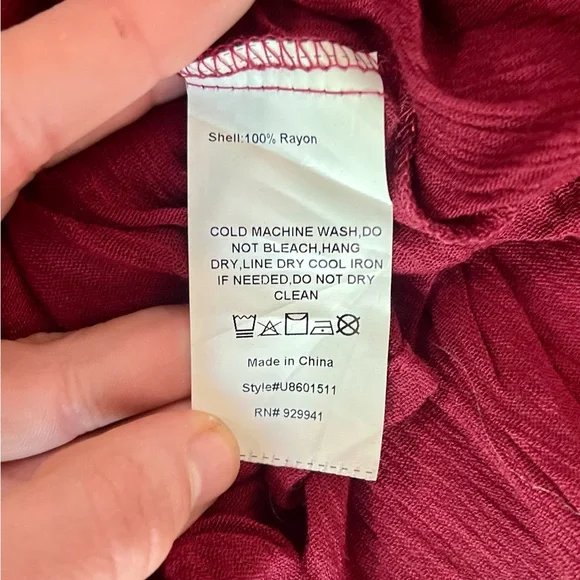 Shell:100% Rayon
COLD MACHINE WASH,DO
NOT BLEACH,HANG
DRY,LINE DRY COOL IRON
IF NEEDED,DO NOT DRY
CLEAN
Made in China
Style#U8601511
RN# 929941